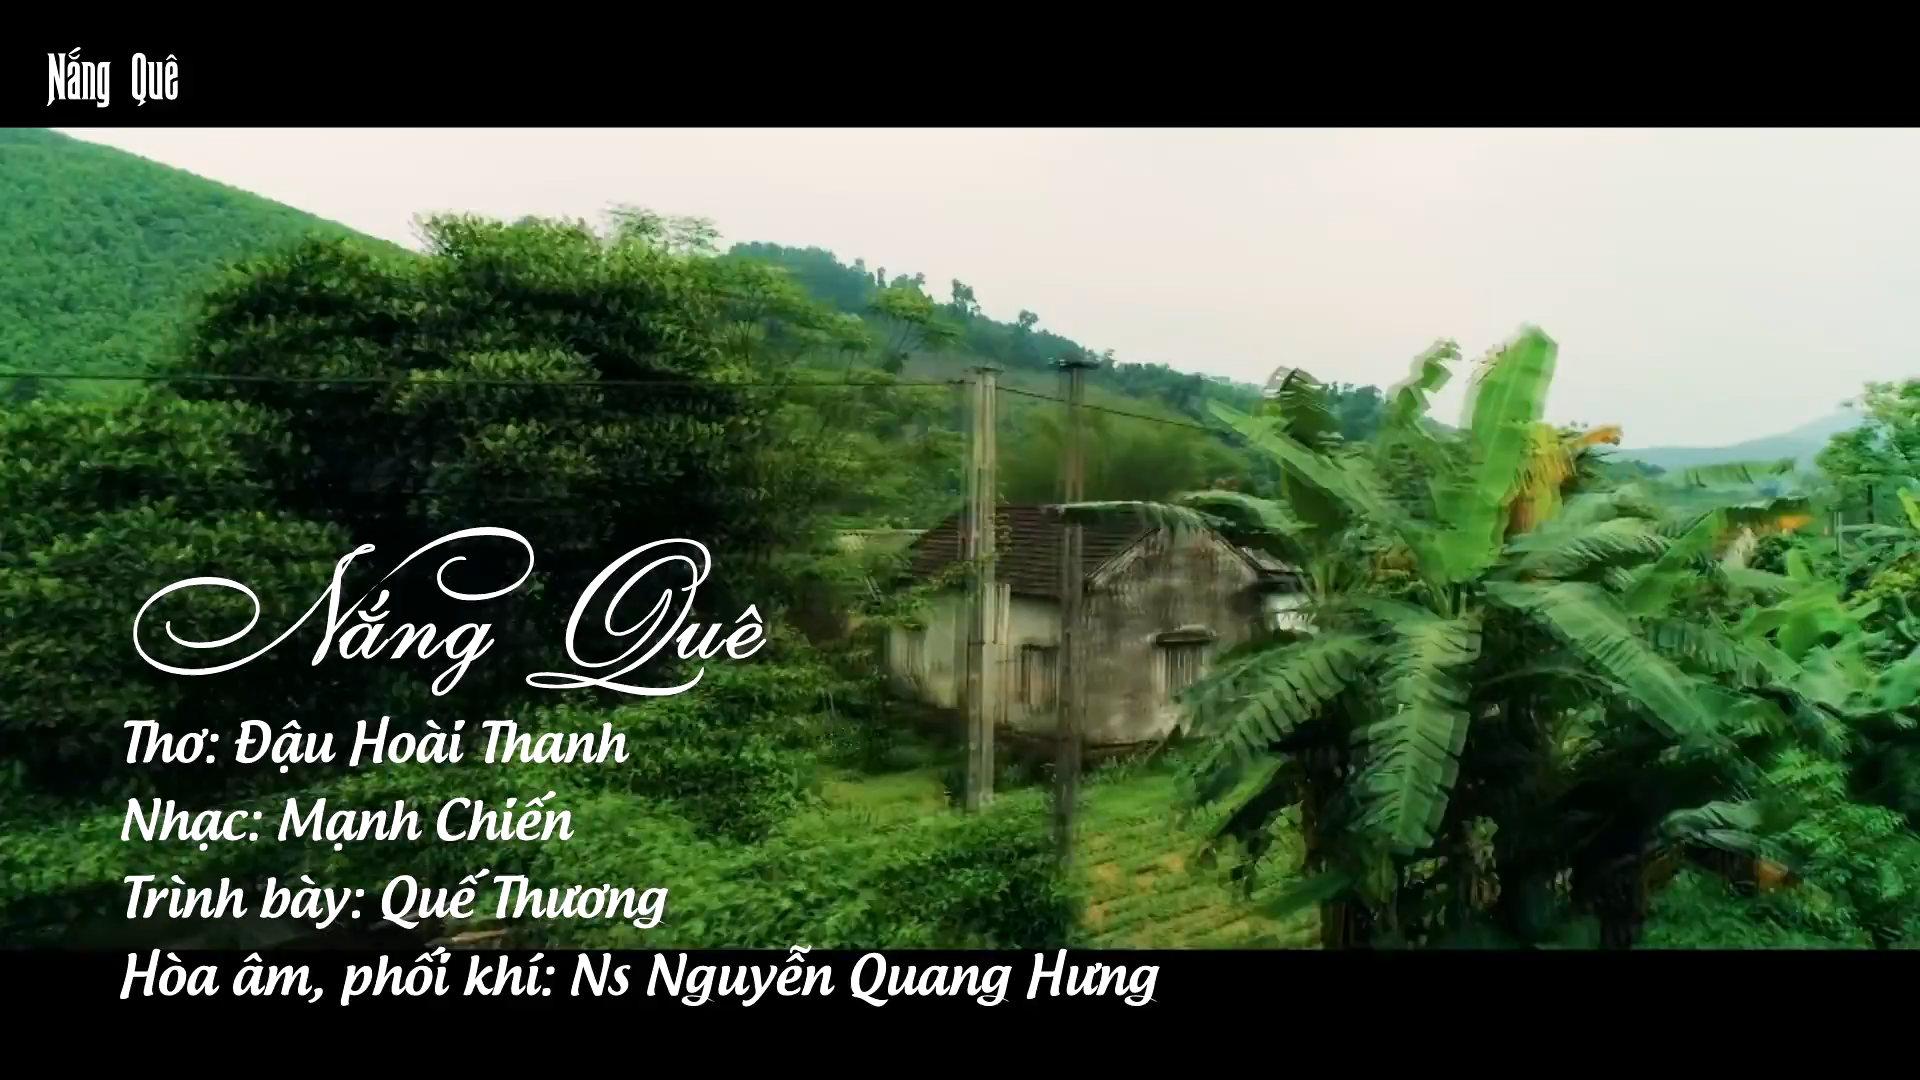 Nắng Quê
Nắng Quê
Thơ: Đậu Hoài Thanh
Nhạc: Mạnh Chiến
Trình bày: Quế Thương
Hòa âm, phối khí: Ns Nguyễn Quang Hưng